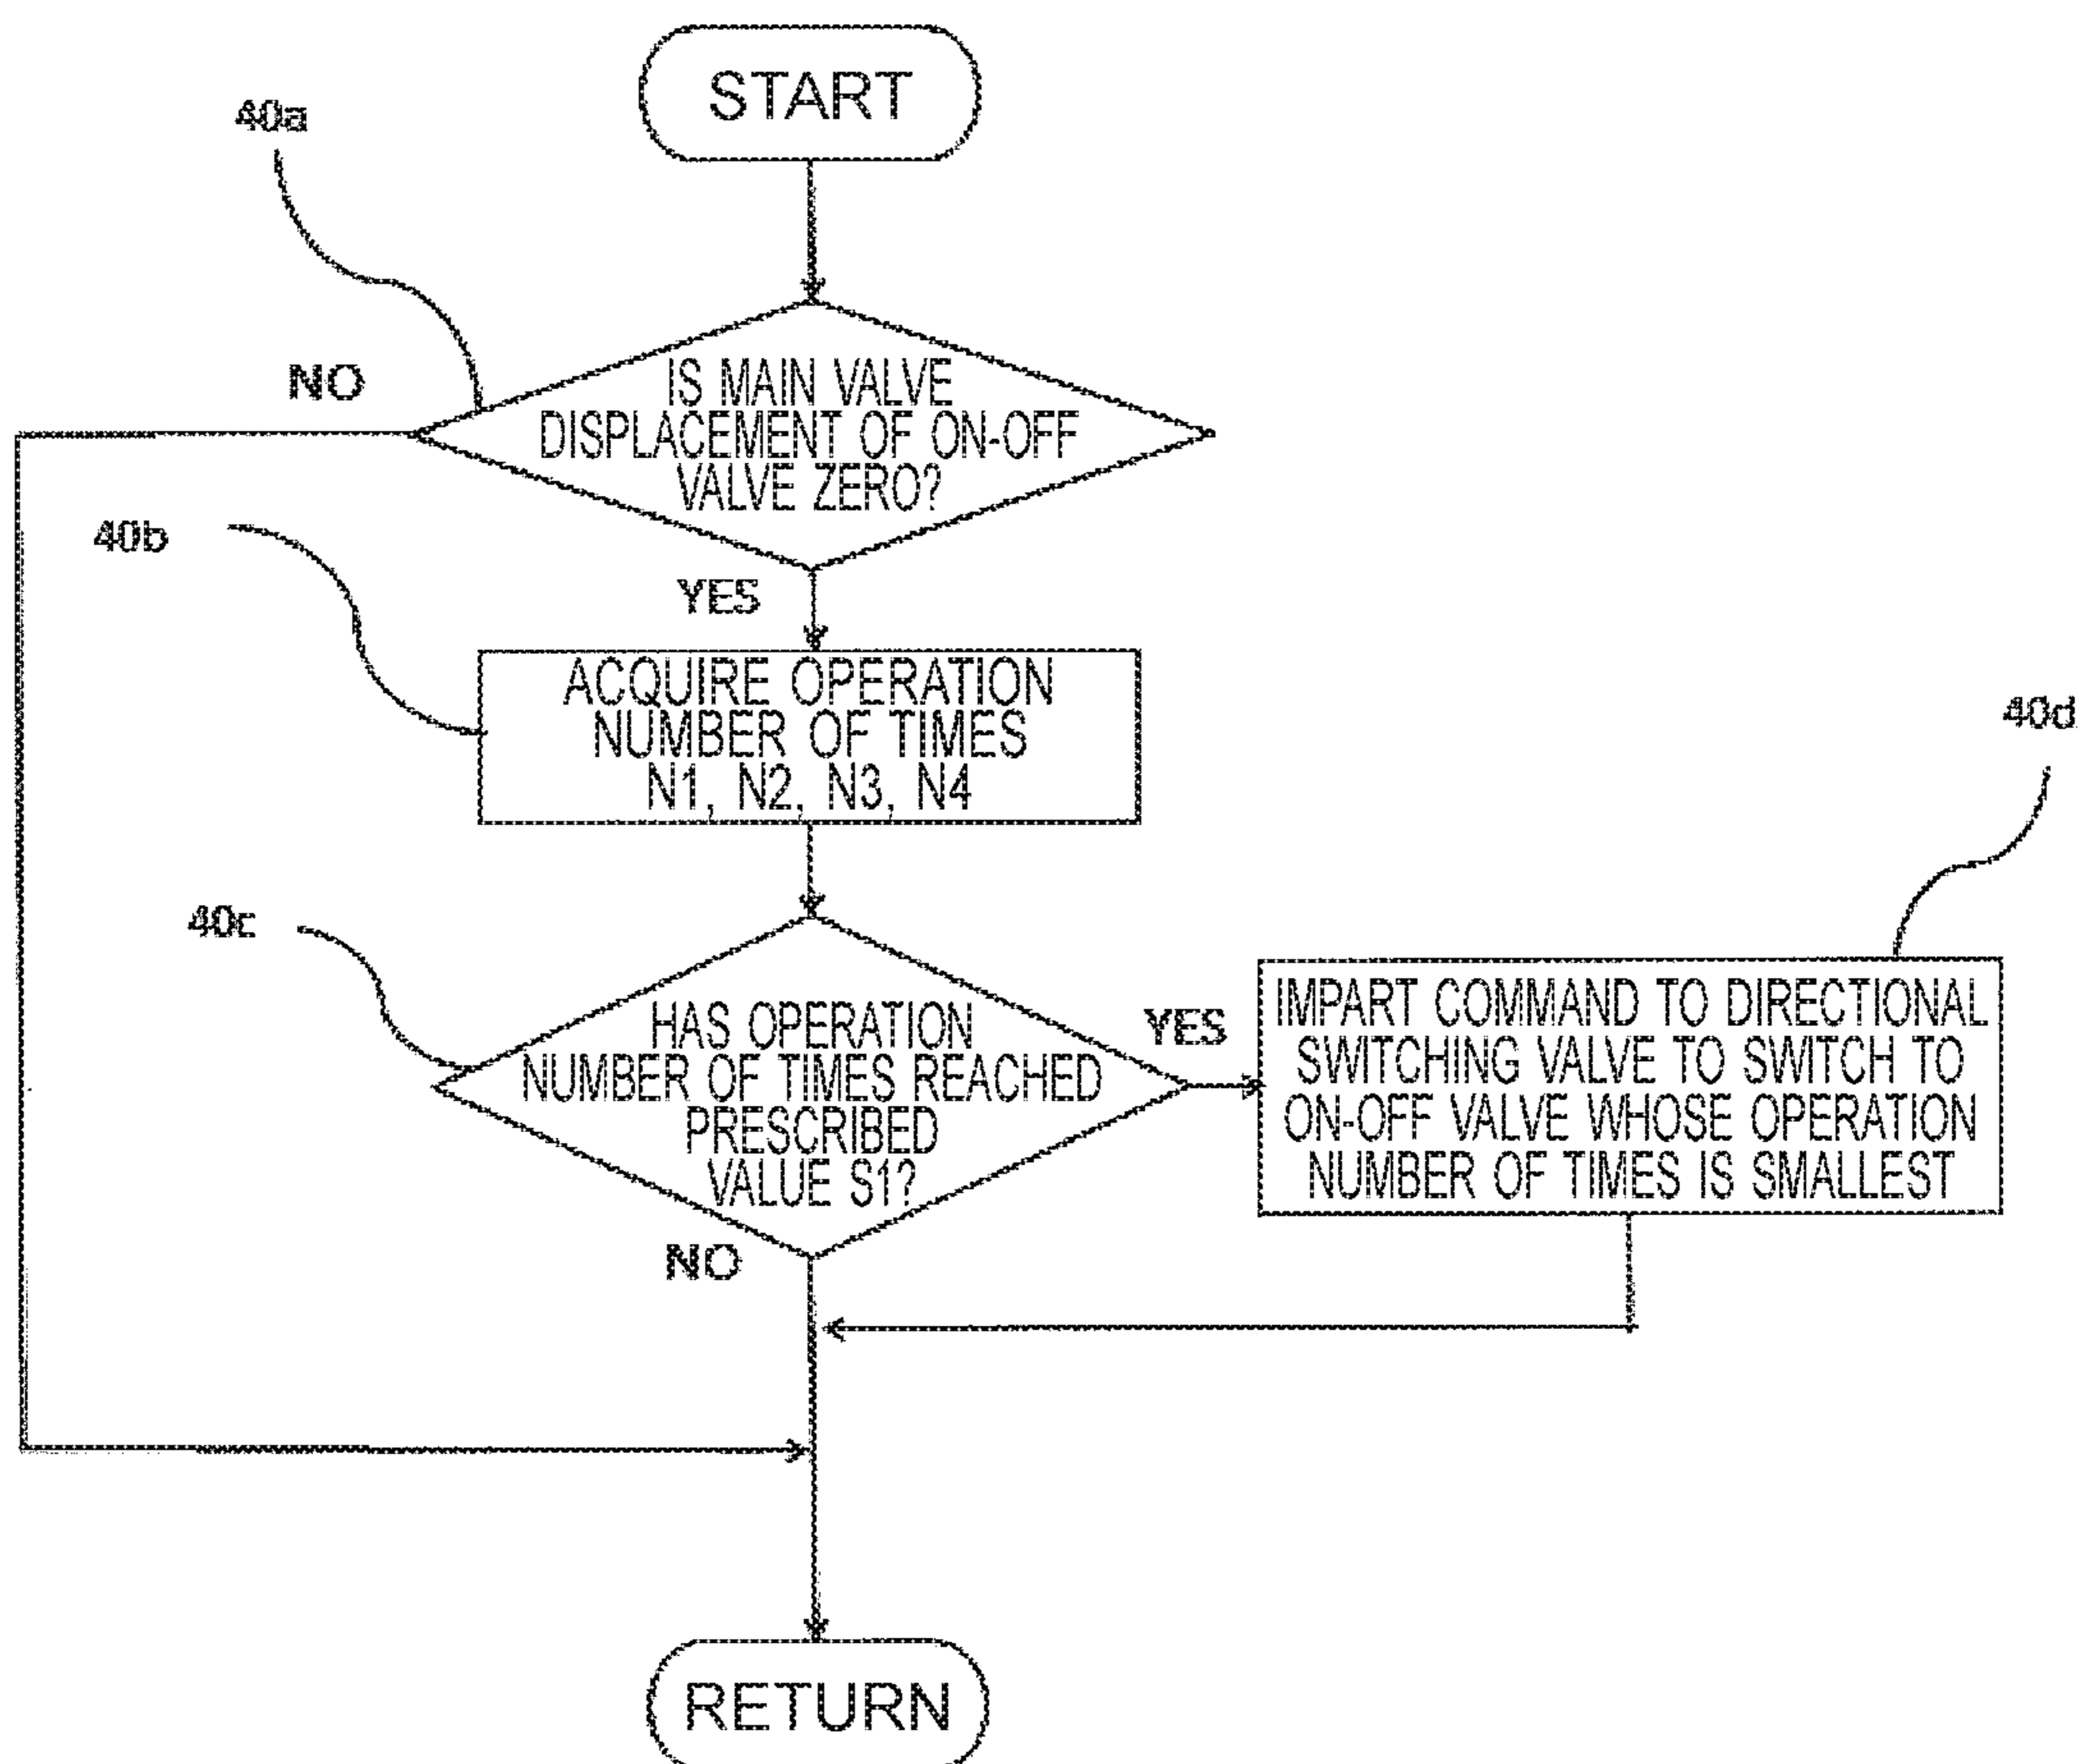 START
40a
NO
IS MAIN VALVE
DISPLACEMENT OF ON-OFF
VALVE ZERO?
40b
YES
ACQUIRE OPERATION
NUMBER OF TIMES
N1, N2, N3, N4
40d
40c
HAS OPERATION
NUMBER OF TIMES REACHED
PRESCRIBED
VALUE S1?
YES
IMPART COMMAND TO DIRECTIONAL
SWITCHING VALVE TO SWITCH TO
ON-OFF VALVE WHOSE OPERATION
NUMBER OF TIMES IS SMALLEST
NO
RETURN